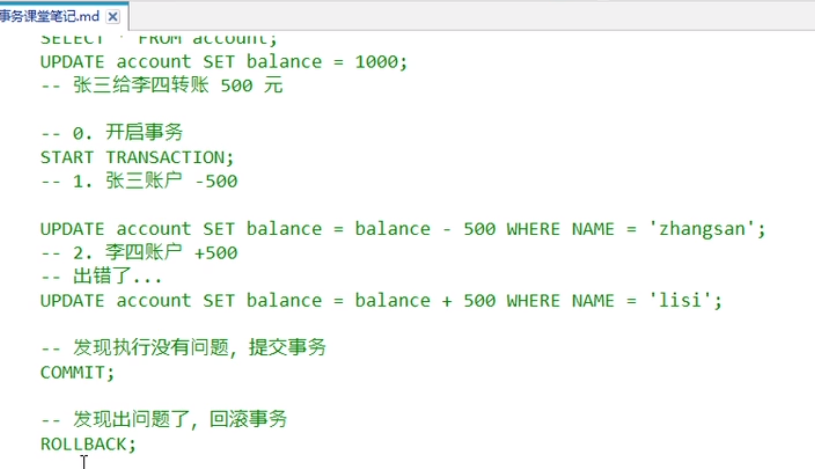 事务课堂笔记.md
SELECT * FROM account;
UPDATE account SET balance = 1000;
-- 张三给李四转账 500 元
-- 0. 开启事务
START TRANSACTION;
-- 1. 张三账户 -500
UPDATE account SET balance = balance - 500 WHERE NAME = 'zhangsan';
-- 2. 李四账户 +500
-- 出错了...
UPDATE account SET balance = balance + 500 WHERE NAME = 'lisi';
-- 发现执行没有问题，提交事务
COMMIT;
-- 发现出问题了，回滚事务
ROLLBACK;